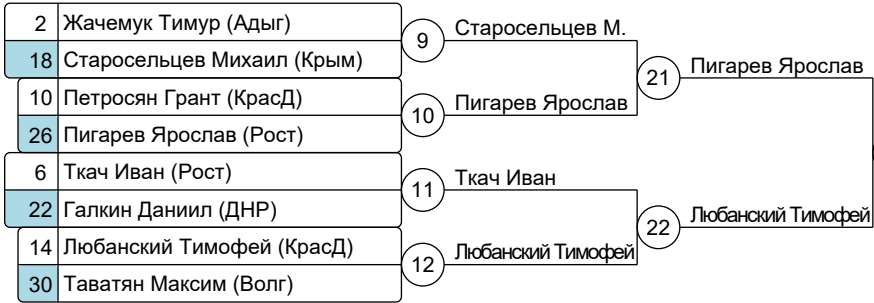 2 Жачемук Тимур (Адыг)
18 Старосельцев Михаил (Крым)
9 Старосельцев М.
10 Петросян Грант (КрасД)
26 Пигарев Ярослав (Рост)
10 Пигарев Ярослав
21 Пигарев Ярослав
6 Ткач Иван (Рост)
22 Галкин Даниил (ДНР)
11 Ткач Иван
14 Любанский Тимофей (КрасД)
30 Таватян Максим (Волг)
12 Любанский Тимофей
22 Любанский Тимофей